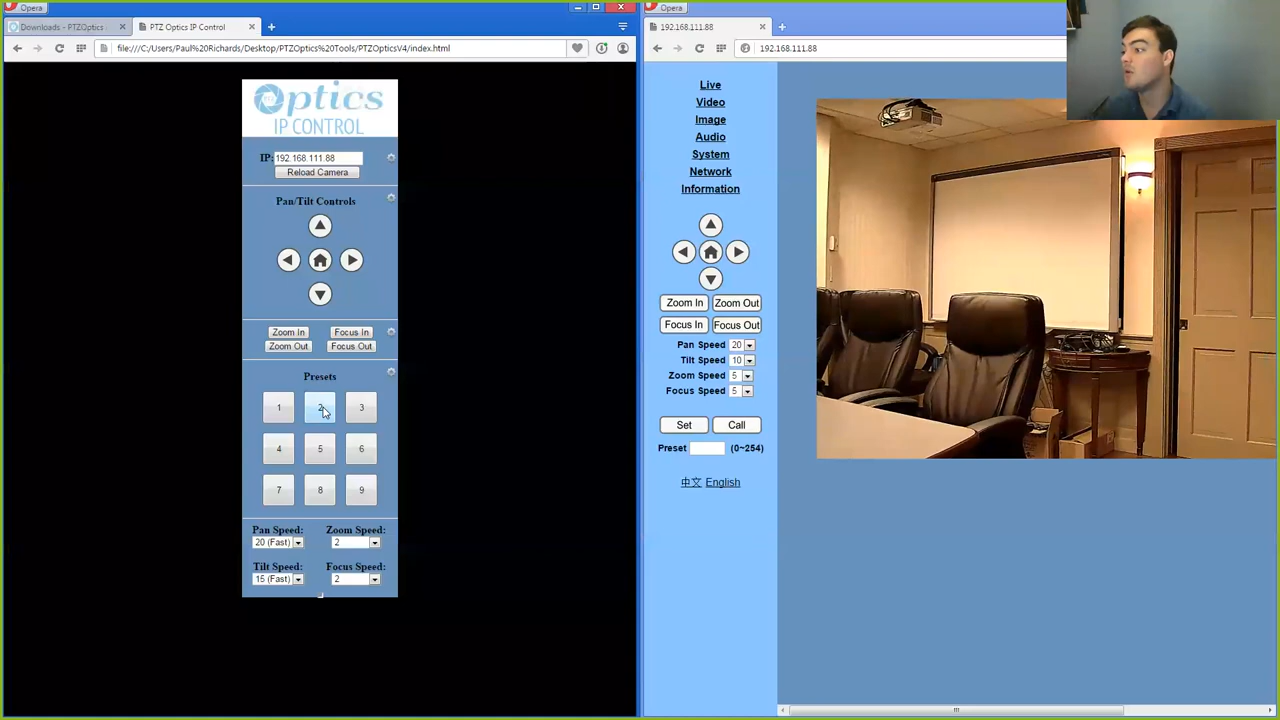 Opera
Downloads - PTZOptics
PTZ Optics IP Control
file:///C:/Users/Paul%20Richards/Desktop/PTZOptics%20Tools/PTZOpticsV4/index.html
Optics
IP CONTROL
IP: 192.168.111.88
Reload Camera
Pan/Tilt Controls
Zoom In Focus In
Zoom Out Focus Out
Presets
1 2 3
4 5 6
7 8 9
Pan Speed: Zoom Speed:
20 (Fast) 2
Tilt Speed: Focus Speed:
15 (Fast) 2
Opera
192.168.111.88
192.168.111.88
Live
Video
Image
Audio
System
Network
Information
Zoom In Zoom Out
Focus In Focus Out
Pan Speed 20
Tilt Speed 10
Zoom Speed 5
Focus Speed 5
Set Call
Preset (0~254)
中文 English